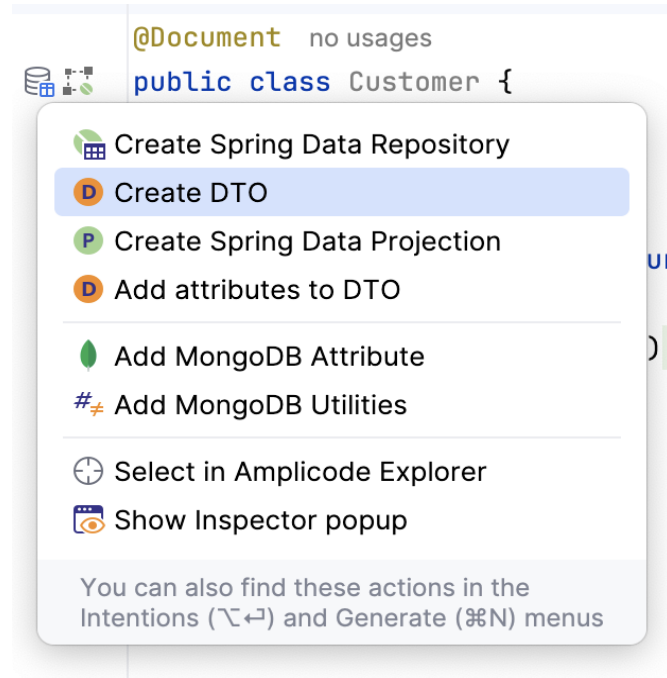 @Document no usages
public class Customer {
Create Spring Data Repository
D Create DTO
P Create Spring Data Projection
D Add attributes to DTO
)
Add MongoDB Attribute
#≠ Add MongoDB Utilities
Select in Amplicode Explorer
Show Inspector popup
You can also find these actions in the
Intentions (⌥↩) and Generate (⌘N) menus